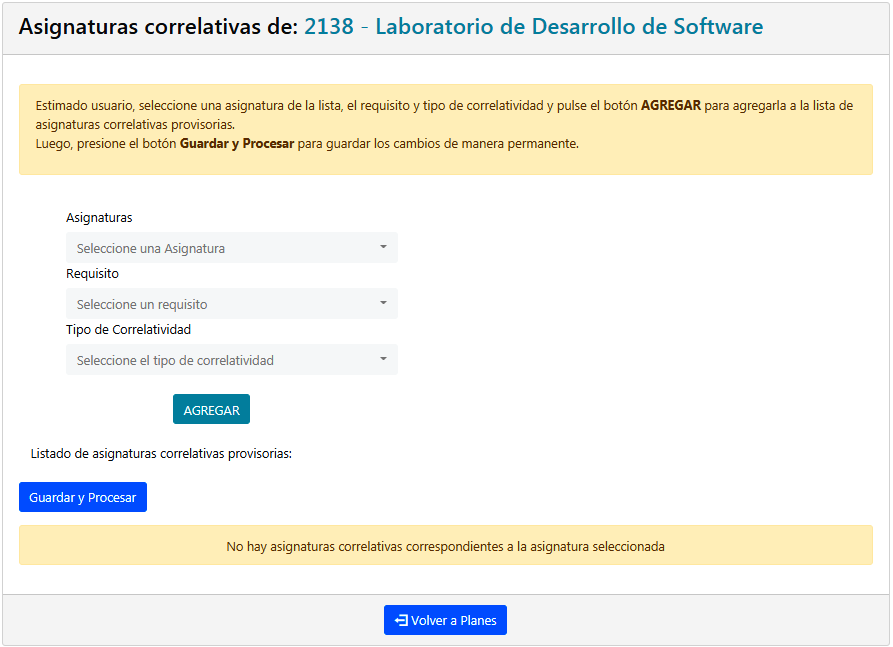 Asignaturas correlativas de: 2138 - Laboratorio de Desarrollo de Software
Estimado usuario, seleccione una asignatura de la lista, el requisito y tipo de correlatividad y pulse el botón AGREGAR para agregarla a la lista de
asignaturas correlativas provisorias.
Luego, presione el botón Guardar y Procesar para guardar los cambios de manera permanente.
Asignaturas
Seleccione una Asignatura
Requisito
Seleccione un requisito
Tipo de Correlatividad
Seleccione el tipo de correlatividad
AGREGAR
Listado de asignaturas correlativas provisorias:
Guardar y Procesar
No hay asignaturas correlativas correspondientes a la asignatura seleccionada
Volver a Planes